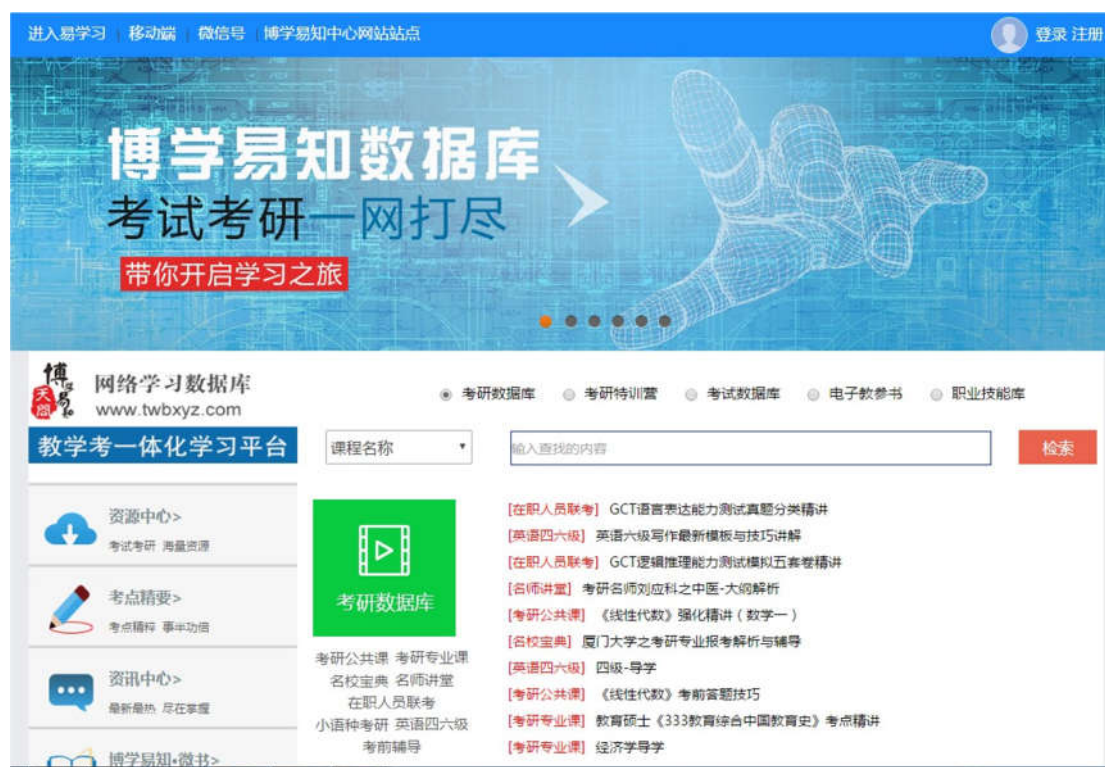 进入易学习 | 移动端 | 微信号 | 博学易知中心网站站点
登录 注册
博学易知数据库
考试考研一网打尽
带你开启学习之旅
博学易知
天问
网络学习数据库
www.twbxyz.com
教学考一体化学习平台
考研数据库 考研特训营 考试数据库 电子教参书 职业技能库
课程名称
输入查找的内容
检索
资源中心>
考试考研 海量资源
考点精要>
考点精粹 事半功倍
资讯中心>
最新最热 尽在掌握
博学易知·微书>
考研数据库
考研公共课 考研专业课
名校宝典 名师讲堂
在职人员联考
小语种考研 英语四六级
考前辅导
[在职人员联考] GCT语言表达能力测试真题分类精讲
[英语四六级] 英语六级写作最新模板与技巧讲解
[在职人员联考] GCT逻辑推理能力测试模拟五套卷精讲
[名师讲堂] 考研名师刘应科之中医-大纲解析
[考研公共课] 《线性代数》强化精讲(数学一)
[名校宝典] 厦门大学之考研专业报考解析与辅导
[英语四六级] 四级-导学
[考研公共课] 《线性代数》考前答题技巧
[考研专业课] 教育硕士《333教育综合中国教育史》考点精讲
[考研专业课] 经济学导学